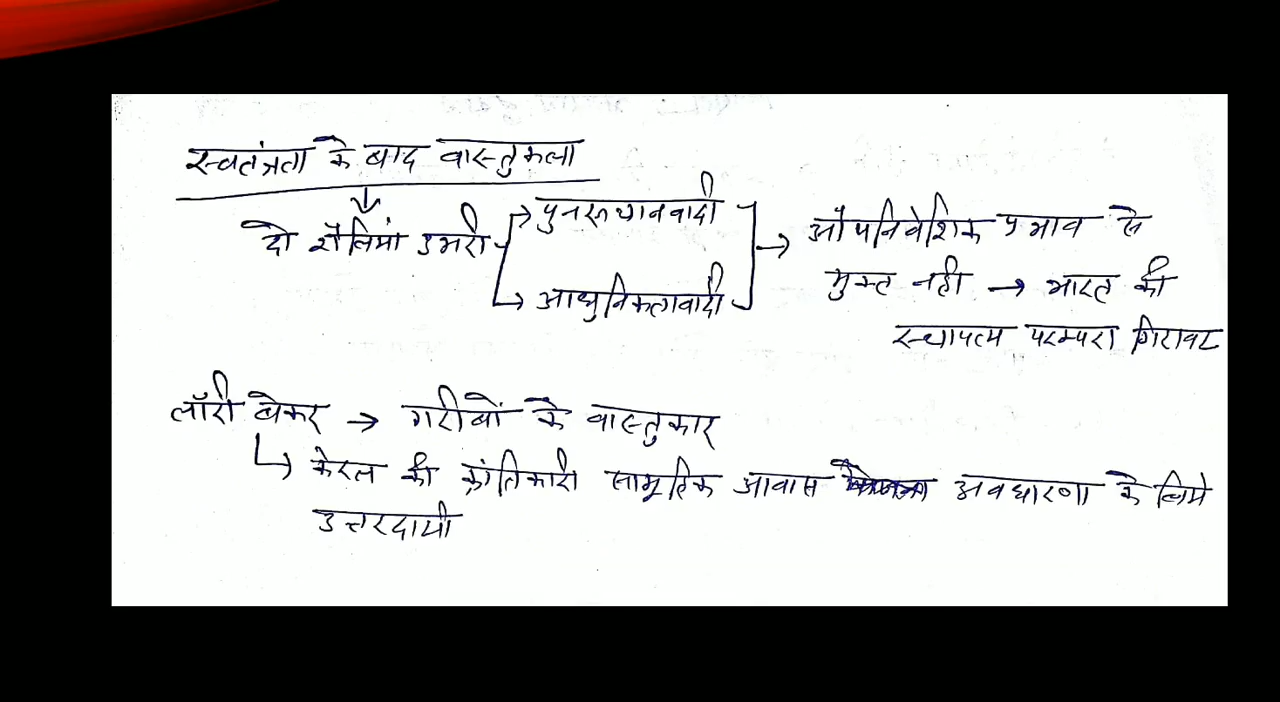 स्वतंत्रता के बाद वास्तुकला
↓
दो शैलियां उभरी → पुनरूथानवादी
→ आधुनिकतावादी
→ औपनिवेशिक प्रभाव से
मुक्त नही → भारत की
स्थापत्य परम्परा गिरावट
लॉरी बेकर → गरीबों के वास्तुकार
↳ केरल की क्रांतिकारी सामूहिक आवास अवधारणा के लिये
उत्तरदायी